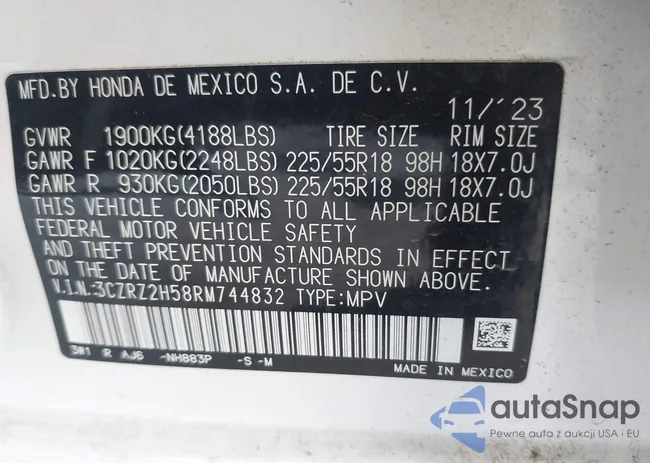 MFD.BY HONDA DE MEXICO S.A. DE C.V.
11/'23
GVWR 1900KG(4188LBS) TIRE SIZE RIM SIZE
GAWR F 1020KG(2248LBS) 225/55R18 98H 18X7.0J
GAWR R 930KG(2050LBS) 225/55R18 98H 18X7.0J
THIS VEHICLE CONFORMS TO ALL APPLICABLE
FEDERAL MOTOR VEHICLE SAFETY
AND THEFT PREVENTION STANDARDS IN EFFECT
ON THE DATE OF MANUFACTURE SHOWN ABOVE.
V.I.N:3CZRZ2H58RM744832 TYPE:MPV
3W1 R AJ6 -NH883P -S -M
MADE IN MEXICO
autaSnap
Pewne auta z aukcji USA i EU